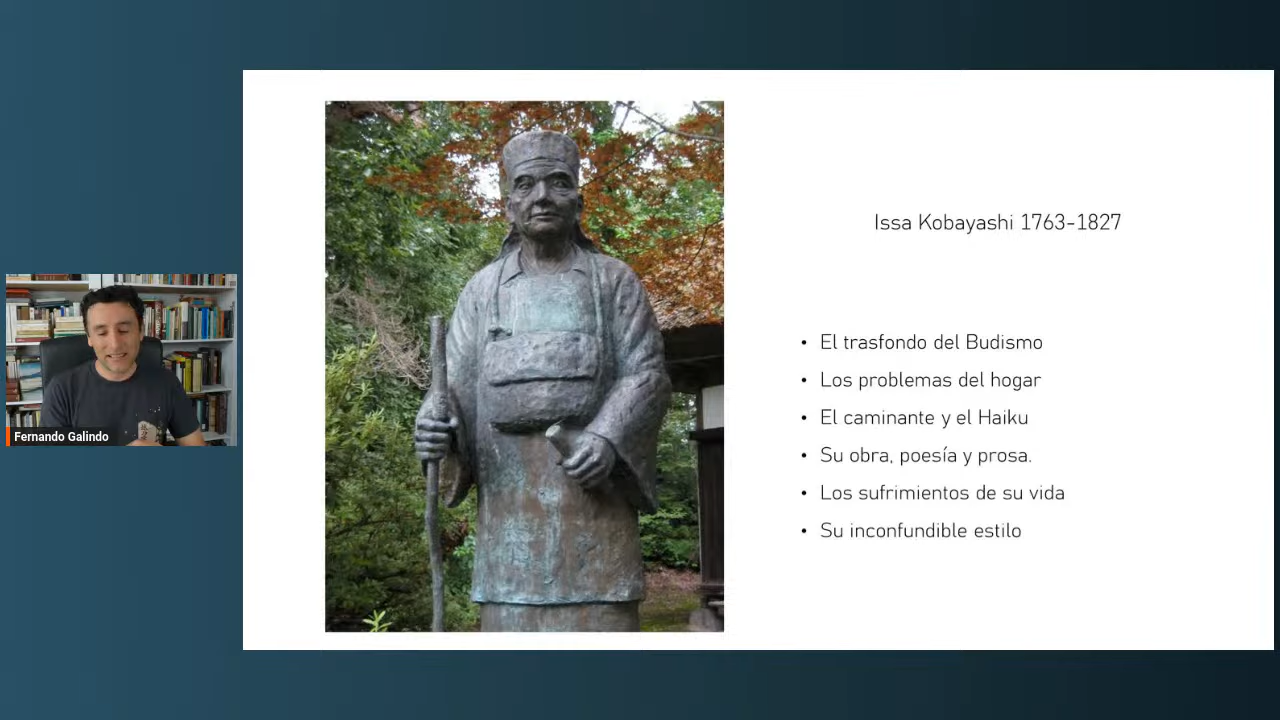 Issa Kobayashi 1763-1827
• El trasfondo del Budismo
• Los problemas del hogar
• El caminante y el Haiku
• Su obra, poesía y prosa.
• Los sufrimientos de su vida
• Su inconfundible estilo
Fernando Galindo